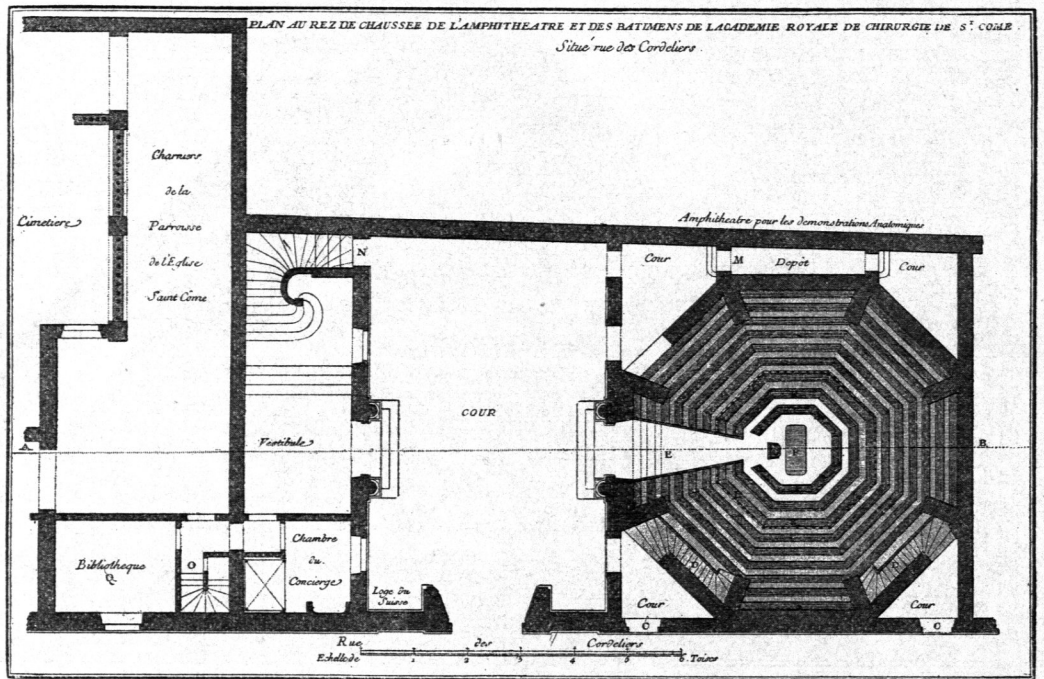 PLAN AU REZ DE CHAUSSEE DE L'AMPHITHEATRE ET DES BATIMENS DE LACADEMIE ROYALE DE CHIRURGIE DE S.T COME.
Situé rue des Cordeliers.
Charniers
de la
Parroisse
de l'Eglise
Saint Come
Cimetiere
Amphitheatre pour les demonstrations Anatomiques
N
Cour
M
Depôt
Cour
COUR
Vestibule
A
E
F
B
Bibliotheque
Q
O
Chambre
du
Concierge
Loge du
Suisse
Cour
C
Cour
C
Rue des Cordeliers
Echelle de 1 2 3 4 5 6. Toises